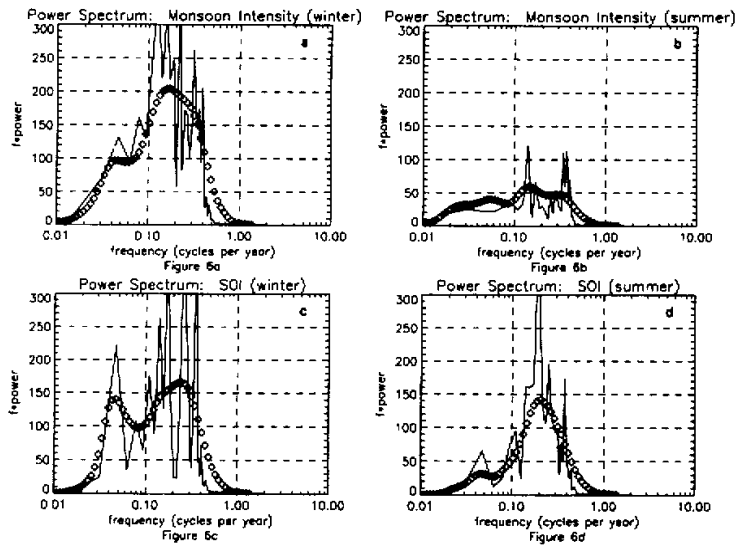 Power Spectrum: Monsoon Intensity (winter)
300
250
200
150
100
50
0
f*power
a
0.01 0.10 1.00 10.00
frequency (cycles per year)
Figure 6a
Power Spectrum: Monsoon Intensity (summer)
300
250
200
150
100
50
0
f*power
b
0.01 0.10 1.00 10.00
frequency (cycles per year)
Figure 6b
Power Spectrum: SOI (winter)
300
250
200
150
100
50
0
f*power
c
0.01 0.10 1.00 10.00
frequency (cycles per year)
Figure 6c
Power Spectrum: SOI (summer)
300
250
200
150
100
50
0
f*power
d
0.01 0.10 1.00 10.00
frequency (cycles per year)
Figure 6d